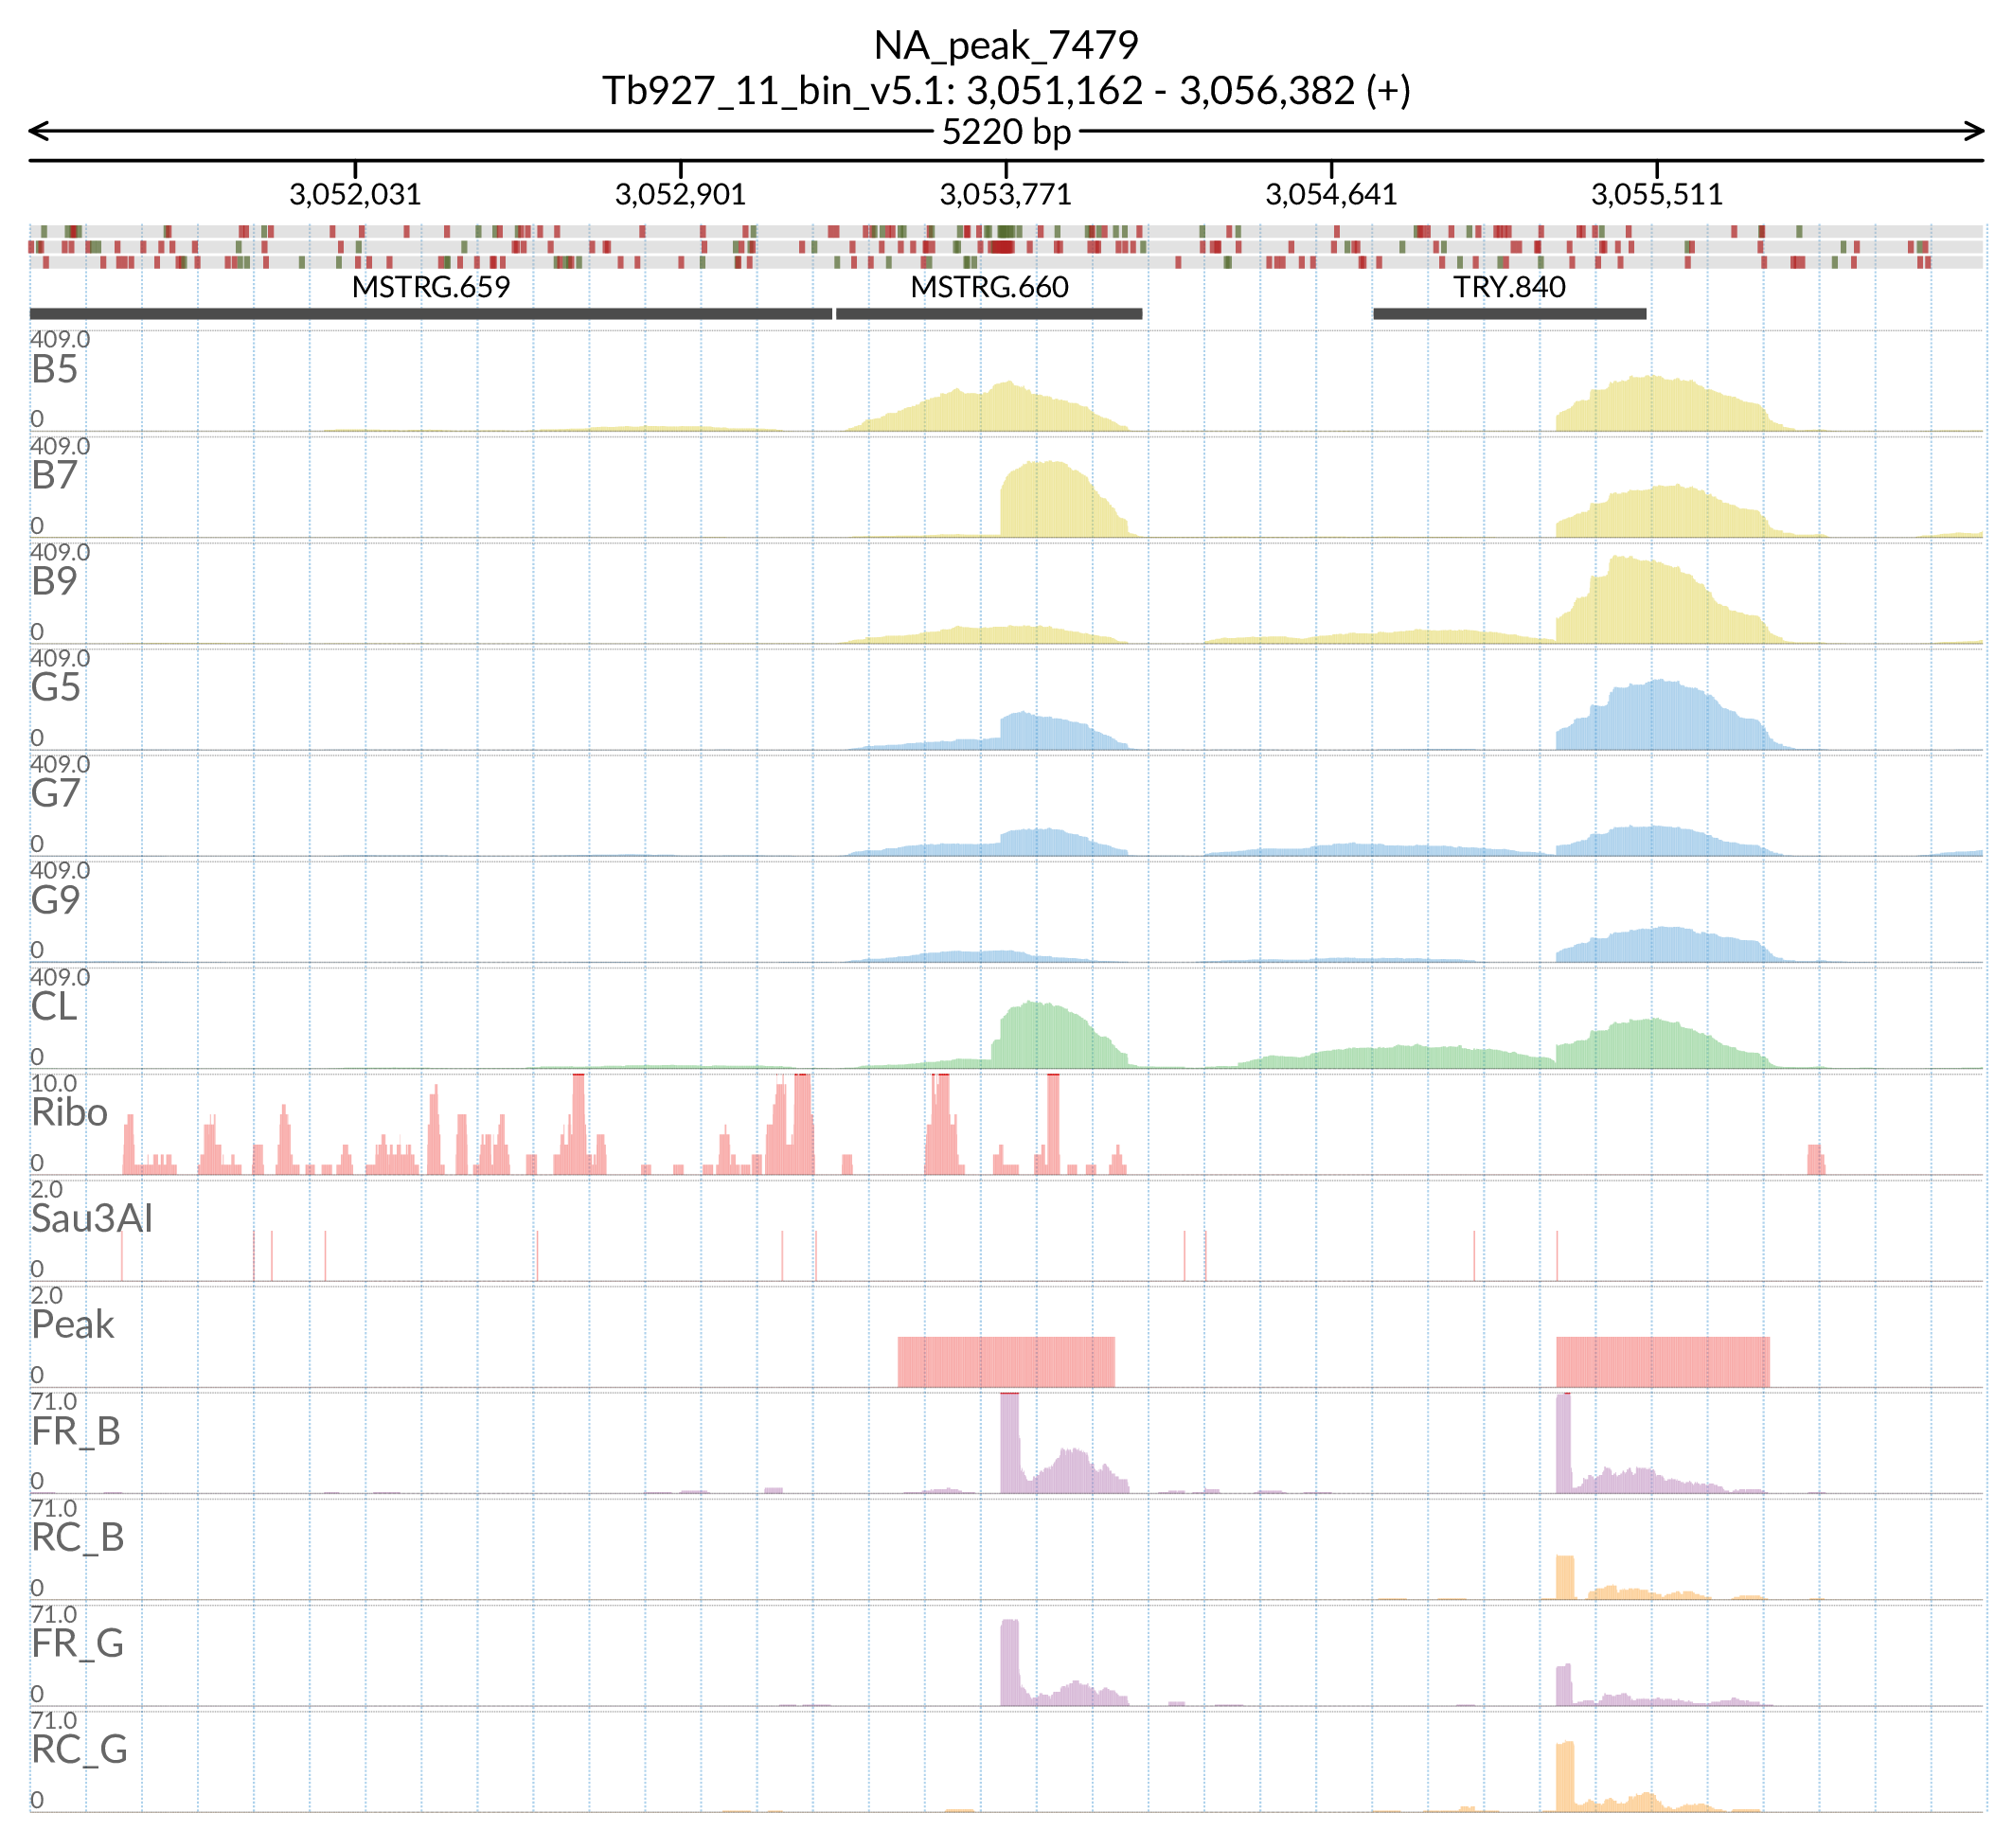 NA_peak_7479
Tb927_11_bin_v5.1: 3,051,162 - 3,056,382 (+)
5220 bp
3,052,031 3,052,901 3,053,771 3,054,641 3,055,511
MSTRG.659 MSTRG.660 TRY.840
409.0
B5
0
409.0
B7
0
409.0
B9
0
409.0
G5
0
409.0
G7
0
409.0
G9
0
409.0
CL
0
10.0
Ribo
0
2.0
Sau3AI
0
2.0
Peak
0
71.0
FR_B
0
71.0
RC_B
0
71.0
FR_G
0
71.0
RC_G
0